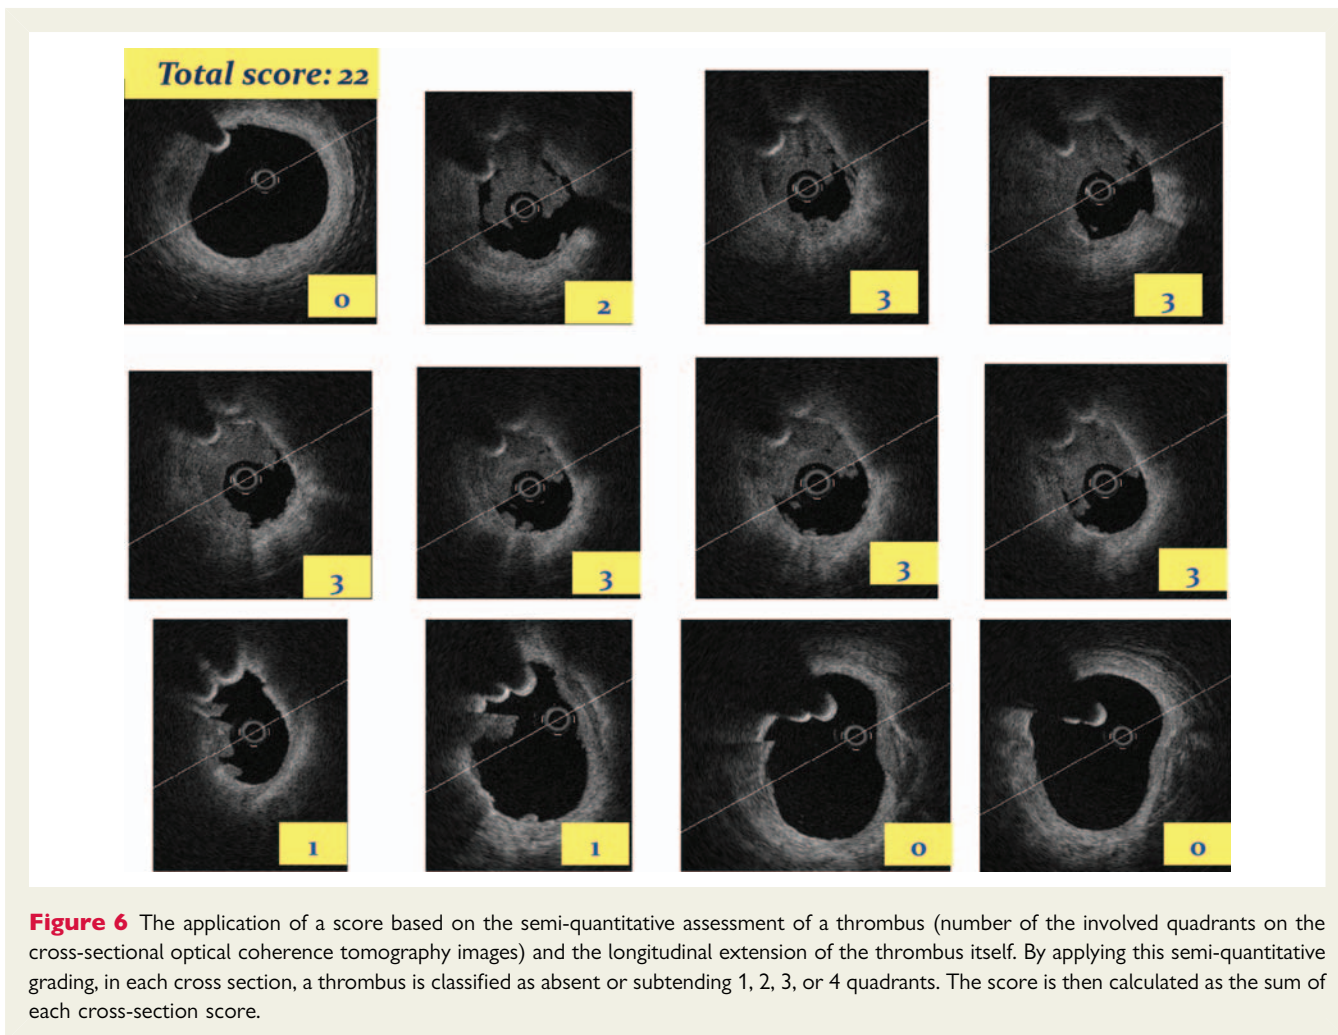 Total score: 22
0
2
3
3
3
3
3
3
1
1
0
0
Figure 6 The application of a score based on the semi-quantitative assessment of a thrombus (number of the involved quadrants on the
cross-sectional optical coherence tomography images) and the longitudinal extension of the thrombus itself. By applying this semi-quantitative
grading, in each cross section, a thrombus is classified as absent or subtending 1, 2, 3, or 4 quadrants. The score is then calculated as the sum of
each cross-section score.